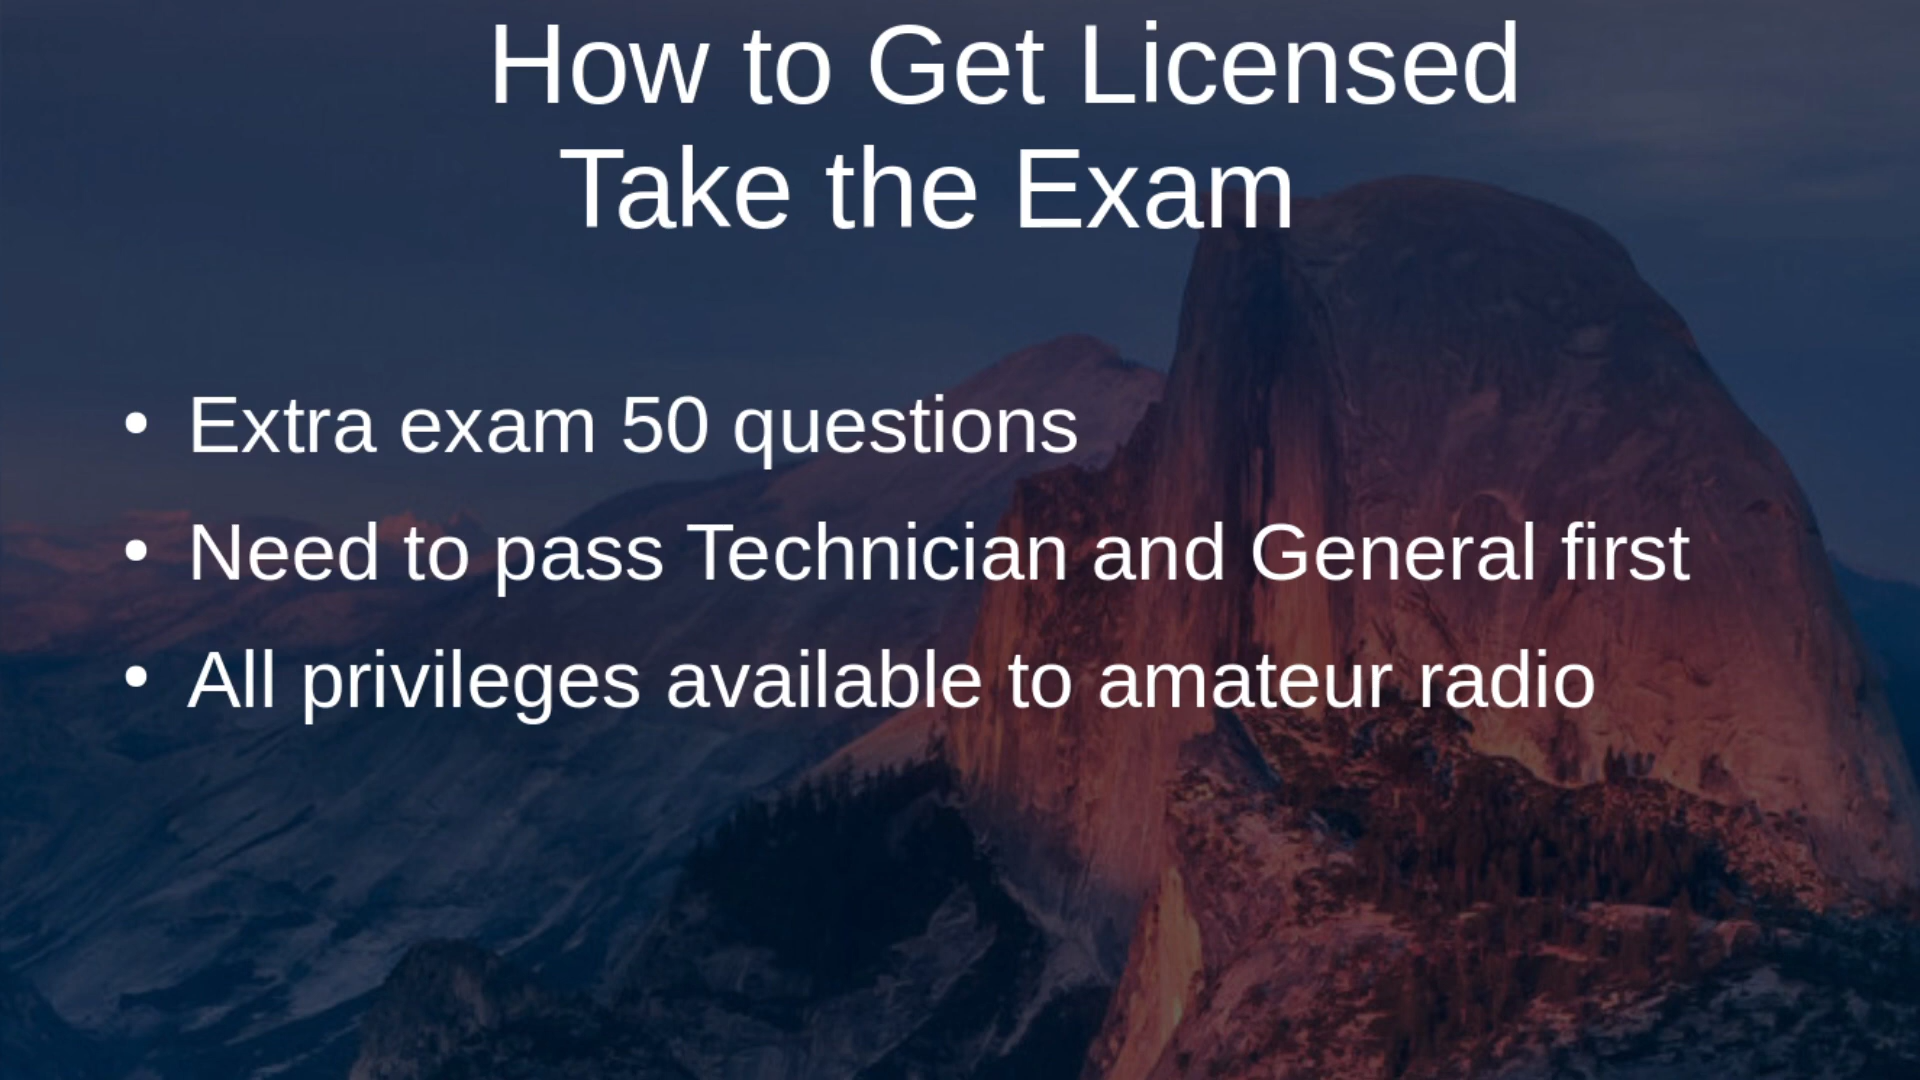 How to Get Licensed
Take the Exam
• Extra exam 50 questions
• Need to pass Technician and General first
• All privileges available to amateur radio